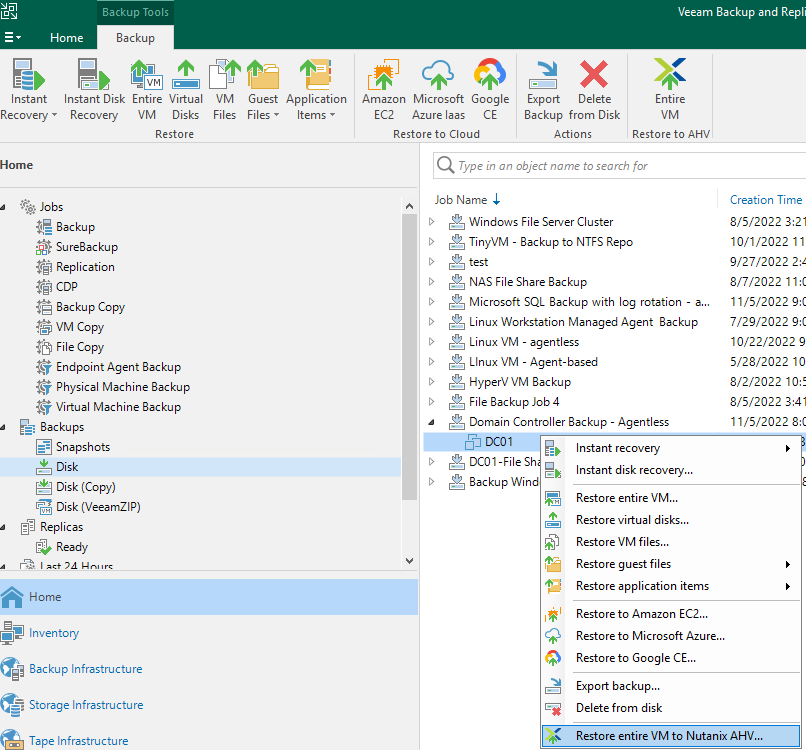 Backup Tools
Veeam Backup and Repli
Home
Backup
Instant Recovery
Instant Disk Recovery
Entire VM
Virtual Disks
VM Files
Guest Files
Application Items
Amazon EC2
Microsoft Azure Iaas
Google CE
Export Backup
Delete from Disk
Entire VM
Restore
Restore to Cloud
Actions
Restore to AHV
Home
Jobs
Backup
SureBackup
Replication
CDP
Backup Copy
VM Copy
File Copy
Endpoint Agent Backup
Physical Machine Backup
Virtual Machine Backup
Backups
Snapshots
Disk
Disk (Copy)
Disk (VeeamZIP)
Replicas
Ready
Last 24 Hours
Home
Inventory
Backup Infrastructure
Storage Infrastructure
Tape Infrastructure
Type in an object name to search for
Job Name
Creation Time
Windows File Server Cluster 8/5/2022 3:21
TinyVM - Backup to NTFS Repo 10/1/2022 11
test 9/27/2022 2:4
NAS File Share Backup 8/7/2022 11:0
Microsoft SQL Backup with log rotation - a... 11/5/2022 9:0
Linux Workstation Managed Agent Backup 7/29/2022 9:0
Linux VM - agentless 10/22/2022 9
LInux VM - Agent-based 5/28/2022 10
HyperV VM Backup 8/2/2022 10:5
File Backup Job 4 8/5/2022 3:41
Domain Controller Backup - Agentless 11/5/2022 8:0
DC01
DC01-File Sha
Backup Wind
Instant recovery
Instant disk recovery...
Restore entire VM...
Restore virtual disks...
Restore VM files...
Restore guest files
Restore application items
Restore to Amazon EC2...
Restore to Microsoft Azure...
Restore to Google CE...
Export backup...
Delete from disk
Restore entire VM to Nutanix AHV...